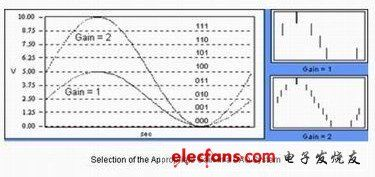 10.00
8.75
7.50
6.25
5.00
3.75
2.50
1.25
0.00
V
Gain = 2
Gain = 1
111
110
101
100
011
010
001
000
sec
Gain = 1
Gain = 2
Selection of the
elecfans.com 电子发烧友